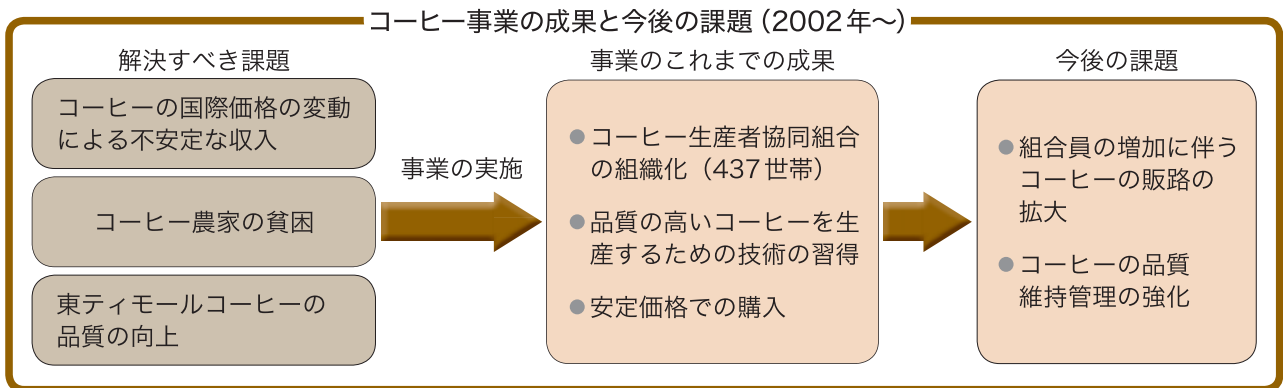 コーヒー事業の成果と今後の課題（2002年～）
解決すべき課題
コーヒーの国際価格の変動
による不安定な収入
コーヒー農家の貧困
東ティモールコーヒーの
品質の向上
事業の実施
事業のこれまでの成果
●コーヒー生産者協同組合
の組織化（437世帯）
●品質の高いコーヒーを生
産するための技術の習得
●安定価格での購入
今後の課題
●組合員の増加に伴う
コーヒーの販路の
拡大
●コーヒーの品質
維持管理の強化